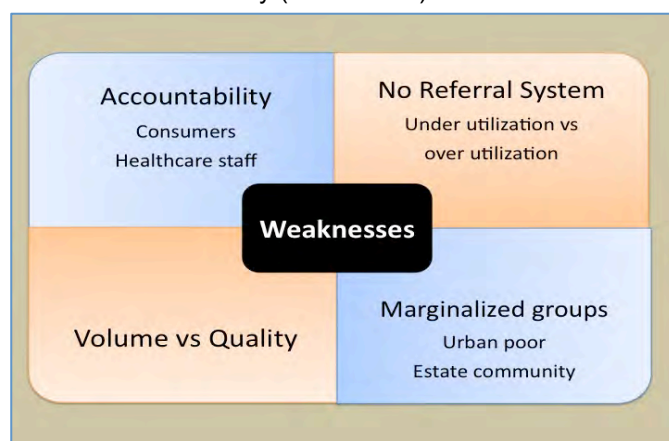 Accountability
Consumers
Healthcare staff
No Referral System
Under utilization vs
over utilization
Weaknesses
Volume vs Quality
Marginalized groups
Urban poor
Estate community